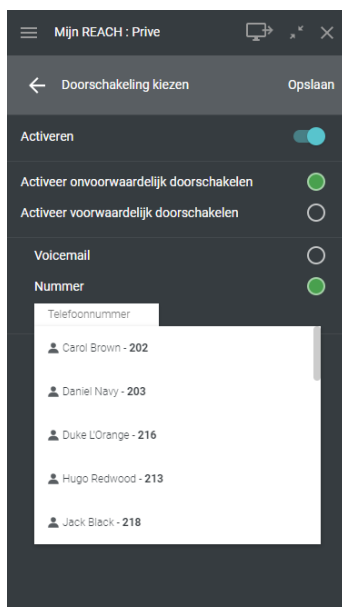 Mijn REACH : Prive
Doorschakeling kiezen Opslaan
Activeren
Activeer onvoorwaardelijk doorschakelen
Activeer voorwaardelijk doorschakelen
Voicemail
Nummer
Telefoonnummer
Carol Brown - 202
Daniel Navy - 203
Duke L'Orange - 216
Hugo Redwood - 213
Jack Black - 218